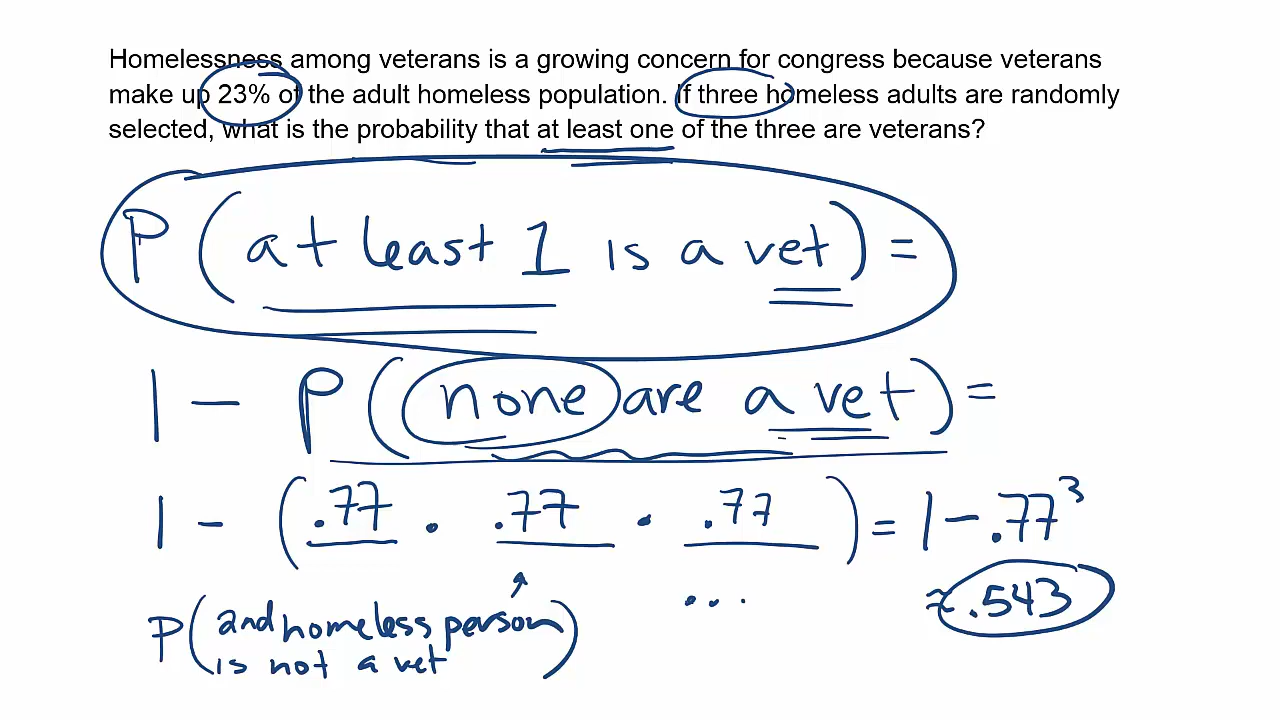 Homelessness among veterans is a growing concern for congress because veterans
make up 23% of the adult homeless population. If three homeless adults are randomly
selected, what is the probability that at least one of the three are veterans?
P(at least 1 is a vet) =
1 - P(none are a vet) =
1 - (.77 · .77 · .77) = 1 - .77³
≈ .543
P(2nd homeless person
is not a vet)
...